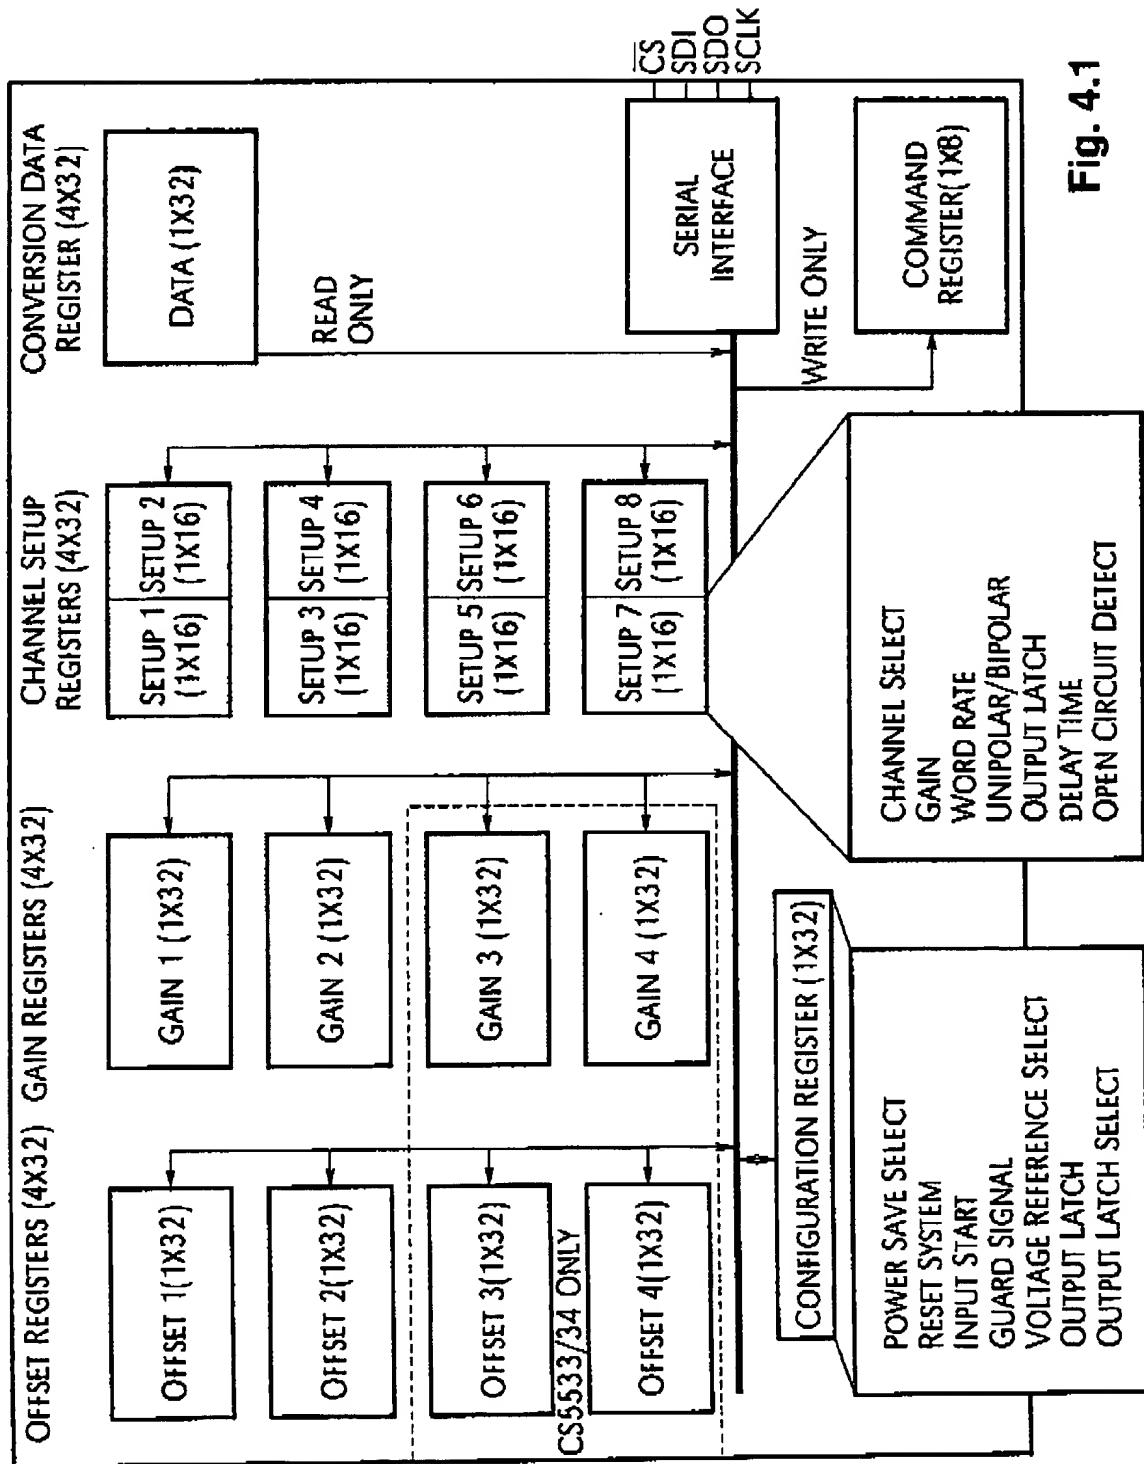 OFFSET REGISTERS (4X32)
GAIN REGISTERS (4X32)
CHANNEL SETUP
REGISTERS (4X32)
CONVERSION DATA
REGISTER (4X32)
OFFSET 1(1X32)
GAIN 1 (1X32)
SETUP 1
(1X16)
SETUP 2
(1X16)
DATA (1X32)
OFFSET 2(1X32)
GAIN 2 (1X32)
SETUP 3
(1X16)
SETUP 4
(1X16)
READ
ONLY
OFFSET 3(1X32)
GAIN 3 (1X32)
SETUP 5
(1X16)
SETUP 6
(1X16)
CS5533/34 ONLY
OFFSET 4(1X32)
GAIN 4 (1X32)
SETUP 7
(1X16)
SETUP 8
(1X16)
SERIAL
INTERFACE
CS
SDI
SDO
SCLK
CONFIGURATION REGISTER (1X32)
WRITE ONLY
COMMAND
REGISTER(1X8)
POWER SAVE SELECT
RESET SYSTEM
INPUT START
GUARD SIGNAL
VOLTAGE REFERENCE SELECT
OUTPUT LATCH
OUTPUT LATCH SELECT
CHANNEL SELECT
GAIN
WORD RATE
UNIPOLAR/BIPOLAR
OUTPUT LATCH
DELAY TIME
OPEN CIRCUIT DETECT
Fig. 4.1